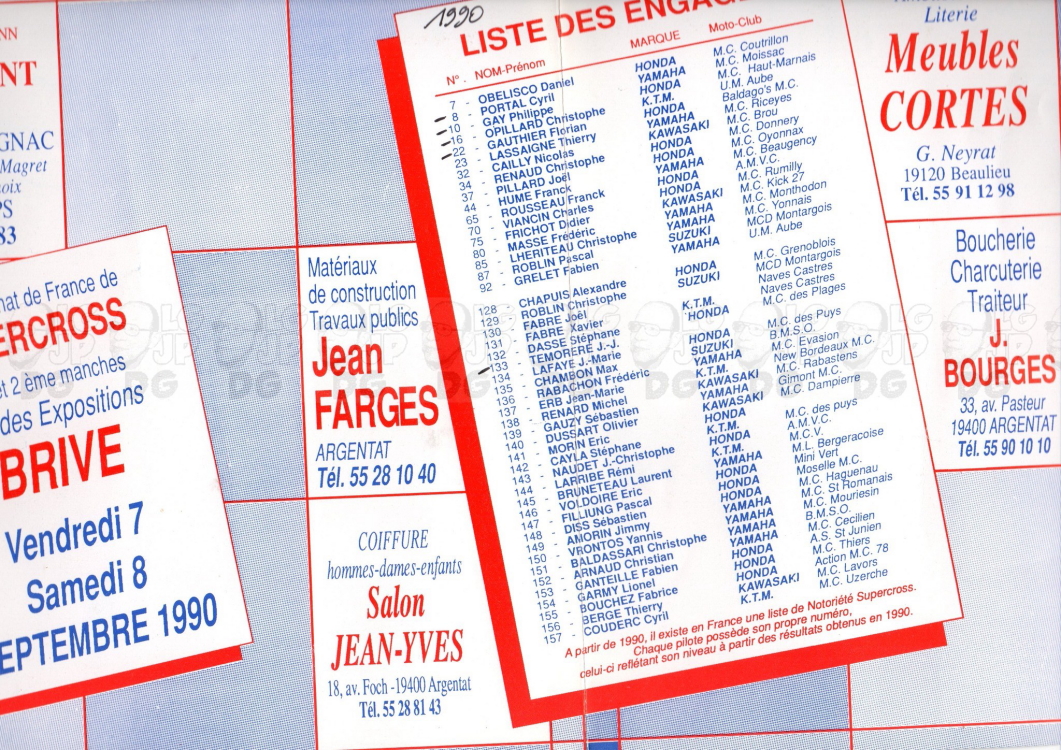 1990
LISTE DES ENGA
N°. NOM-Prénom
MARQUE
Moto-Club
7 - OBELISCO Daniel
8 - PORTAL Cyril
10 - GAY Philippe
16 - OPILLARD Christophe
22 - GAUTHIER Florian
23 - LASSAIGNE Thierry
32 - CAILLY Nicolas
34 - RENAUD Christophe
37 - PILLARD Joël
44 - HUME Franck
65 - ROUSSEAU Franck
70 - VIANCIN Charles
75 - FRICHOT Didier
80 - MASSE Frédéric
85 - LHERITEAU Christophe
87 - ROBLIN Pascal
92 - GRELET Fabien
128 - CHAPUIS Alexandre
129 - ROBLIN Christophe
130 - FABRE Joël
131 - FABRE Xavier
132 - DASSE Stéphane
133 - TEMORERE J.-J.
134 - LAFAYE J.-Marie
135 - CHAMBON Max
136 - RABACHON Frédéric
137 - ERB Jean-Marie
138 - RENARD Michel
139 - GAUZY Sébastien
140 - DUSSART Olivier
141 - MORIN Eric
142 - CAYLA Stéphane
143 - NAUDET J.-Christophe
144 - LARRIBE Rémi
145 - BRUNETEAU Laurent
146 - VOLDOIRE Eric
147 - FILLIUNG Pascal
148 - DISS Sébastien
149 - AMORIN Jimmy
150 - VRONTOS Yannis
151 - BALDASSARI Christophe
152 - ARNAUD Christian
153 - GANTEILLE Fabien
154 - GARMY Lionel
155 - BOUCHEZ Fabrice
156 - BERGE Thierry
157 - COUDERC Cyril
HONDA
YAMAHA
HONDA
K.T.M.
HONDA
YAMAHA
KAWASAKI
HONDA
YAMAHA
HONDA
KAWASAKI
YAMAHA
SUZUKI
YAMAHA
HONDA
SUZUKI
K.T.M.
HONDA
HONDA
SUZUKI
YAMAHA
K.T.M.
KAWASAKI
YAMAHA
KAWASAKI
HONDA
K.T.M.
HONDA
K.T.M.
YAMAHA
HONDA
YAMAHA
HONDA
YAMAHA
HONDA
YAMAHA
YAMAHA
HONDA
HONDA
KAWASAKI
K.T.M.
M.C. Coutrillon
M.C. Moissac
M.C. Haut-Marnais
U.M. Aube
Baldago's M.C.
M.C. Riceyes
M.C. Brou
M.C. Donnery
M.C. Oyonnax
M.C. Beaugency
A.M.V.C.
M.C. Rumilly
M.C. Kick 27
M.C. Monthodon
M.C. Yonnais
MCD Montargois
U.M. Aube
M.C. Grenoblois
MCD Montargois
Naves Castres
Naves Castres
M.C. des Plages
M.C. des Puys
B.M.S.O.
M.C. Evasion
New Bordeaux M.C.
M.C. Rabastens
Gimont M.C.
M.C. Dampierre
M.C. des puys
A.M.V.C.
M.C.V.
M.L. Bergeracoise
Mini Vert
Moselle M.C.
M.C. Haguenau
M.C. St Romanais
M.C. Mouriesin
B.M.S.O.
M.C. Cecilien
A.S. St Junien
M.C. Thiers
Action M.C. 78
M.C. Lavors
M.C. Uzerche
A partir de 1990, il existe en France une liste de Notoriété Supercross.
Chaque pilote possède son propre numéro,
celui-ci reflétant son niveau à partir des résultats obtenus en 1990.
NN
NT
GNAC
Magret
oix
PS
83
nat de France de
ERCROSS
et 2 ème manches
des Expositions
BRIVE
Vendredi 7
Samedi 8
EPTEMBRE 1990
Matériaux
de construction
Travaux publics
Jean
FARGES
ARGENTAT
Tél. 55 28 10 40
COIFFURE
hommes-dames-enfants
Salon
JEAN-YVES
18, av. Foch -19400 Argentat
Tél. 55 28 81 43
Literie
Meubles
CORTES
G. Neyrat
19120 Beaulieu
Tél. 55 91 12 98
Boucherie
Charcuterie
Traiteur
J.
BOURGES
33, av. Pasteur
19400 ARGENTAT
Tél. 55 90 10 10
LG
JP
DG